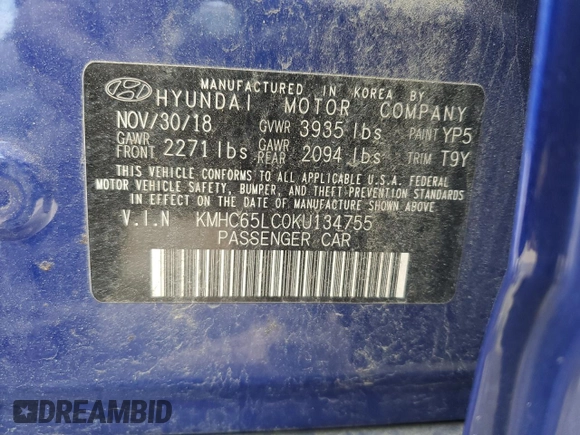 MANUFACTURED IN KOREA BY
HYUNDAI MOTOR COMPANY
NOV/30/18 GVWR 3935 lbs PAINT YP5
GAWR FRONT 2271 lbs GAWR REAR 2094 lbs TRIM T9Y
THIS VEHICLE CONFORMS TO ALL APPLICABLE U.S.A. FEDERAL
MOTOR VEHICLE SAFETY, BUMPER, AND THEFT PREVENTION STANDARDS
IN EFFECT ON THE DATE OF MANUFACTURE SHOWN ABOVE.
V.I.N KMHC65LC0KU134755
PASSENGER CAR
DREAMBID